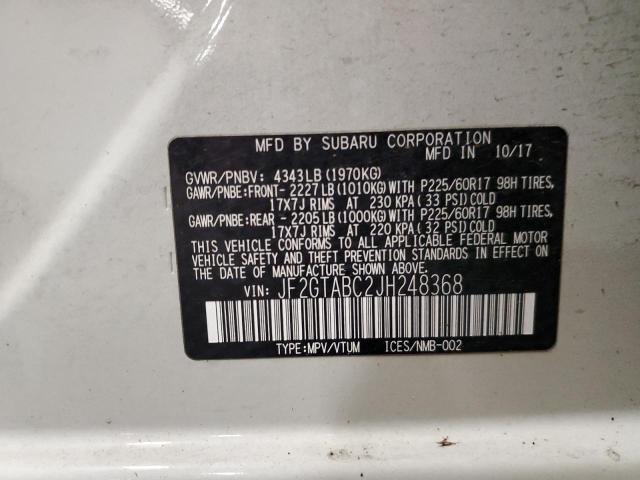 MFD BY SUBARU CORPORATION
MFD IN 10/17
GVWR/PNBV: 4343LB (1970KG)
GAWR/PNBE:FRONT- 2227LB (1010KG)WITH P225/60R17 98H TIRES,
17X7J RIMS AT 230 KPA ( 33 PSI)COLD
GAWR/PNBE:REAR - 2205LB (1000KG)WITH P225/60R17 98H TIRES,
17X7J RIMS AT 220 KPA ( 32 PSI)COLD
THIS VEHICLE CONFORMS TO ALL APPLICABLE FEDERAL MOTOR
VEHICLE SAFETY AND THEFT PREVENTION STANDARDS IN EFFECT ON
THE DATE OF MANUFACTURE SHOWN ABOVE.
VIN: JF2GTABC2JH248368
TYPE:MPV/VTUM ICES/NMB-002